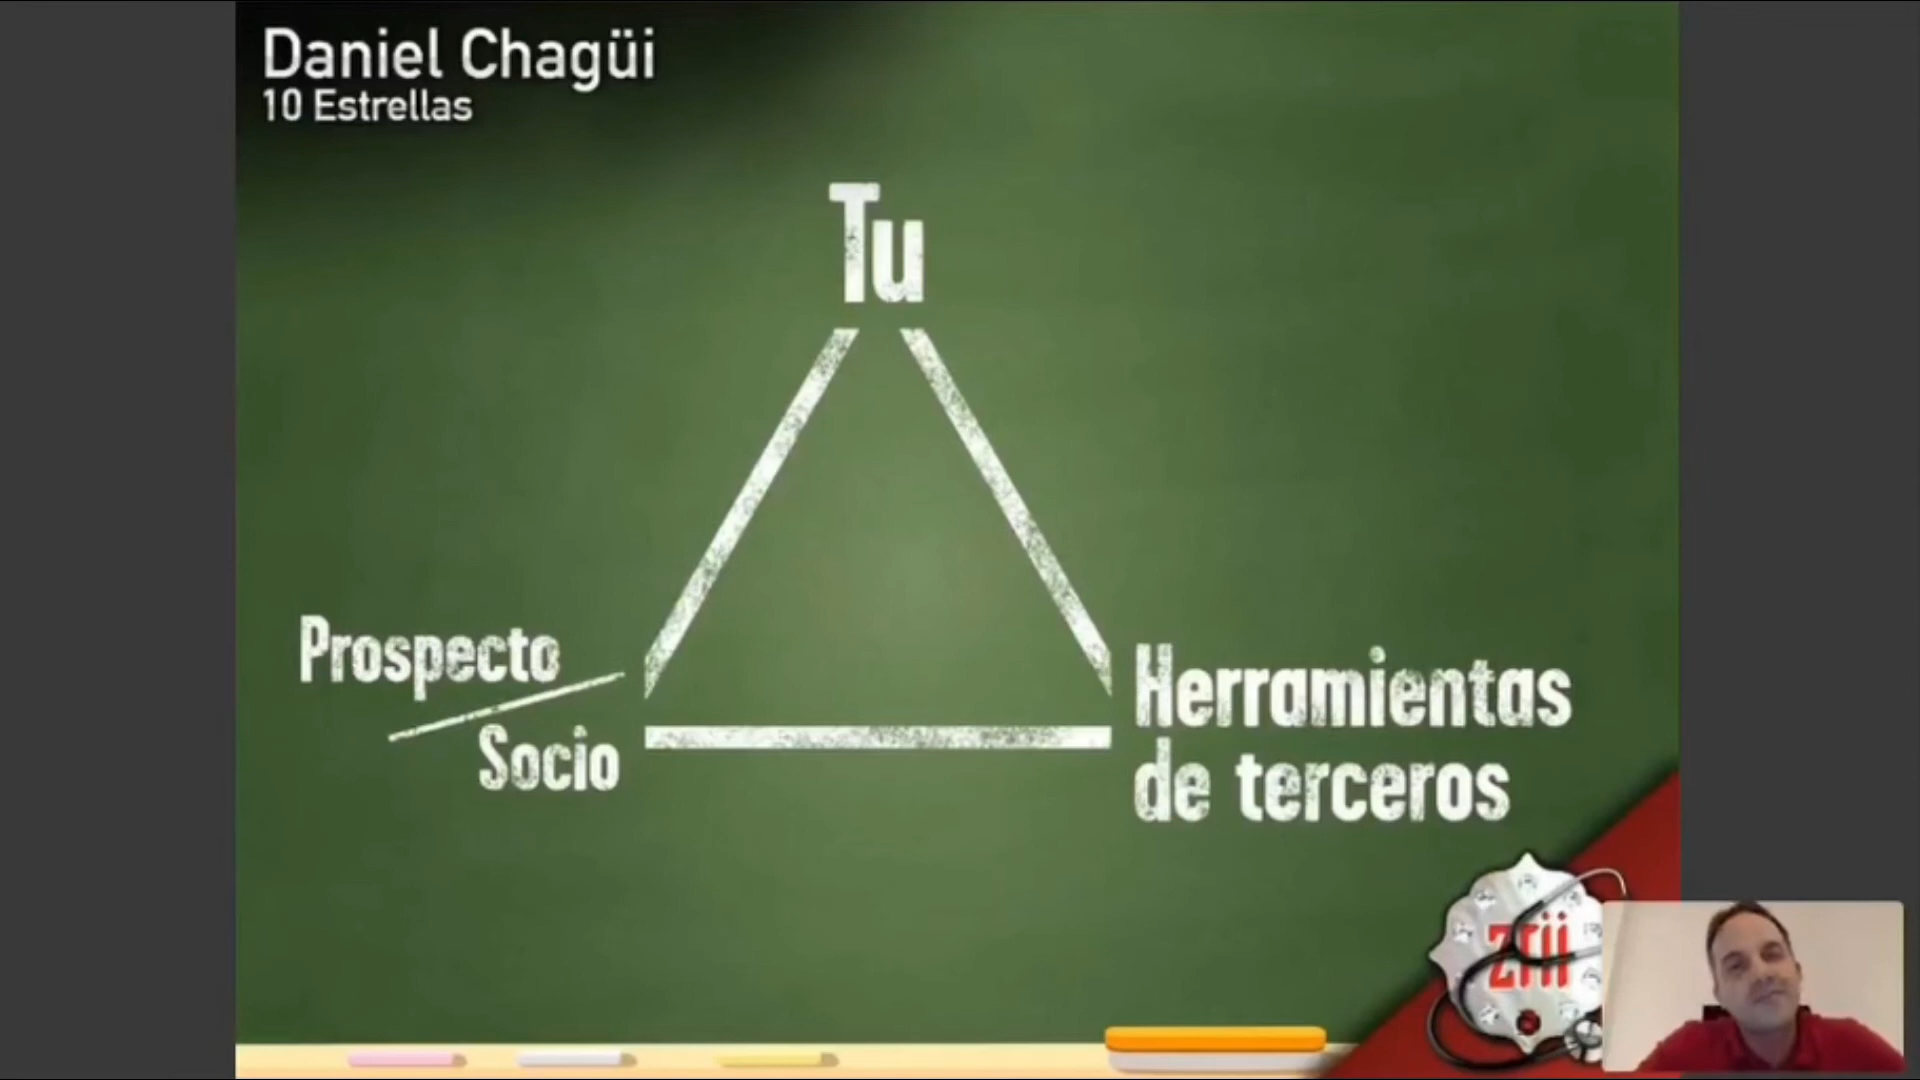 Daniel Chagüi
10 Estrellas
Tu
Prospecto
Socio
Herramientas
de terceros
zrii